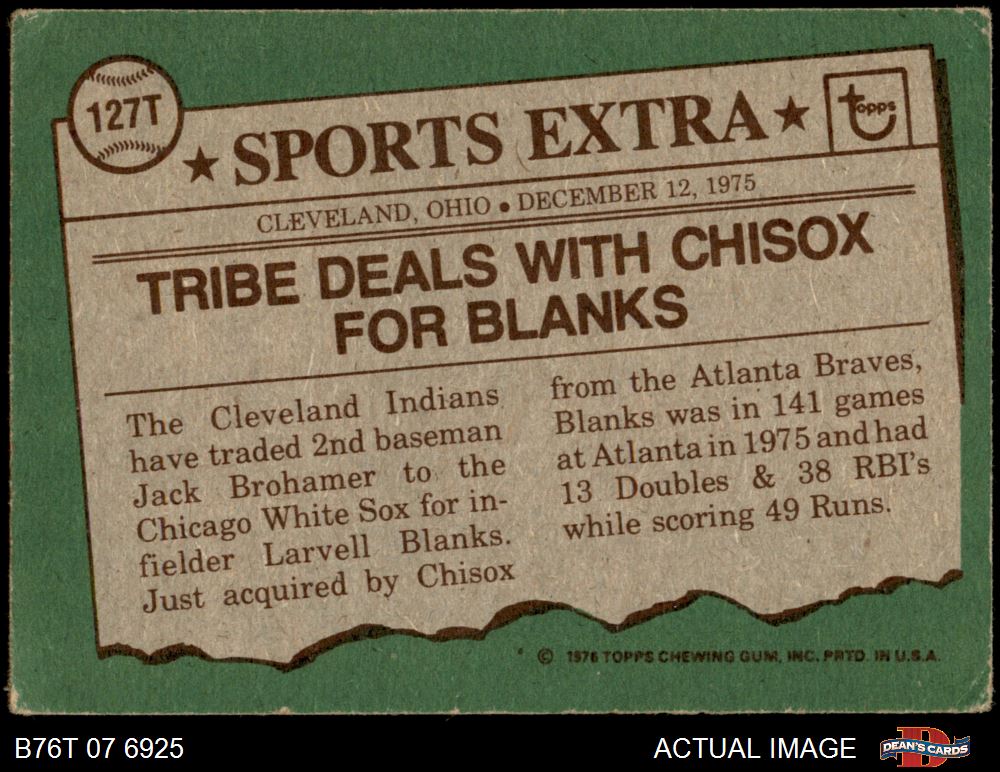 127T
★ SPORTS EXTRA ★
topps
CLEVELAND, OHIO • DECEMBER 12, 1975
TRIBE DEALS WITH CHISOX
FOR BLANKS
The Cleveland Indians
have traded 2nd baseman
Jack Brohamer to the
Chicago White Sox for in-
fielder Larvell Blanks.
Just acquired by Chisox
from the Atlanta Braves,
Blanks was in 141 games
at Atlanta in 1975 and had
13 Doubles & 38 RBI's
while scoring 49 Runs.
© 1976 TOPPS CHEWING GUM, INC. PRTD. IN U.S.A.
B76T 07 6925
ACTUAL IMAGE
D
DEAN'S CARDS